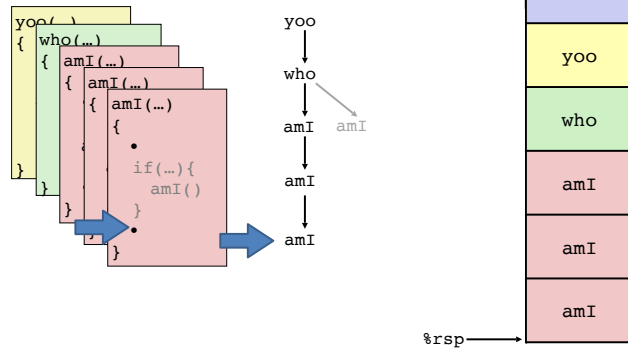 yoo(…)
{
}
who(…)
{
}
amI(…)
{
}
amI(…)
{
}
amI(…)
{
•
if(…){
amI()
}
•
}
yoo
who
amI amI
amI
amI
yoo
who
amI
amI
amI
%rsp